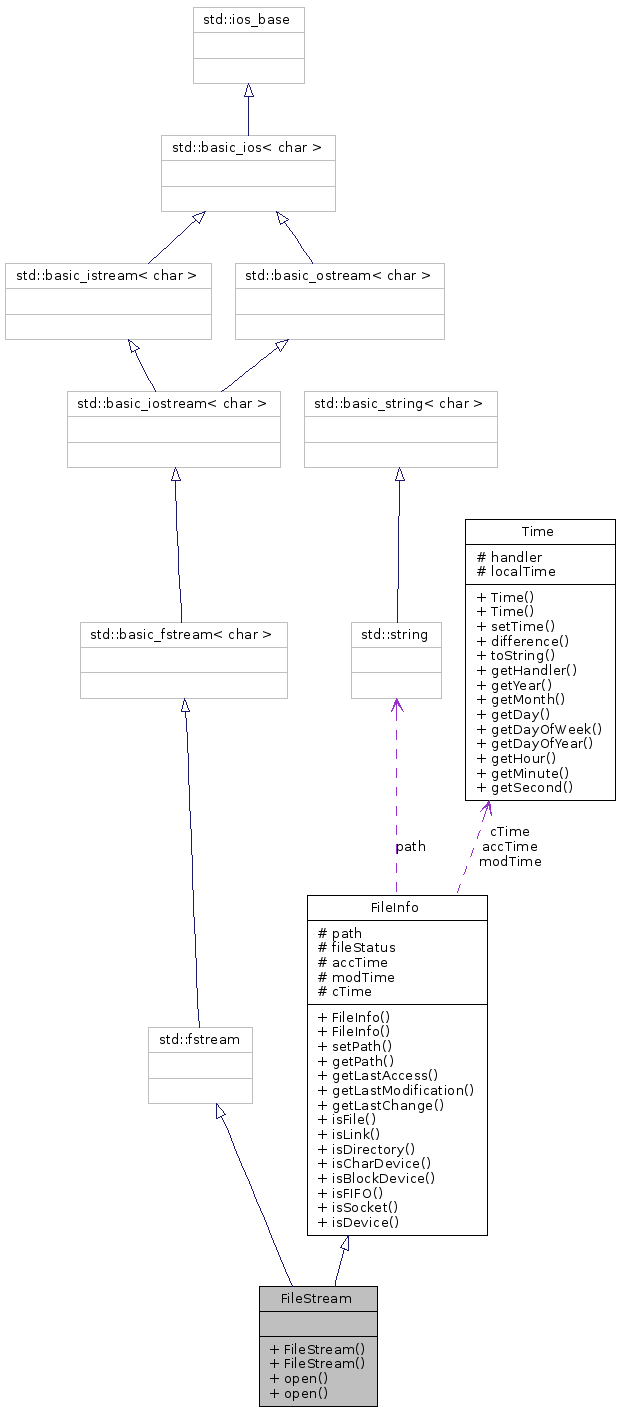 std::ios_base
std::basic_ios< char >
std::basic_istream< char >
std::basic_ostream< char >
std::basic_iostream< char >
std::basic_string< char >
Time
# handler
# localTime
+ Time()
+ Time()
+ setTime()
+ difference()
+ toString()
+ getHandler()
+ getYear()
+ getMonth()
+ getDay()
+ getDayOfWeek()
+ getDayOfYear()
+ getHour()
+ getMinute()
+ getSecond()
std::basic_fstream< char >
std::string
path
cTime
accTime
modTime
FileInfo
# path
# fileStatus
# accTime
# modTime
# cTime
+ FileInfo()
+ FileInfo()
+ setPath()
+ getPath()
+ getLastAccess()
+ getLastModification()
+ getLastChange()
+ isFile()
+ isLink()
+ isDirectory()
+ isCharDevice()
+ isBlockDevice()
+ isFIFO()
+ isSocket()
+ isDevice()
std::fstream
FileStream
+ FileStream()
+ FileStream()
+ open()
+ open()